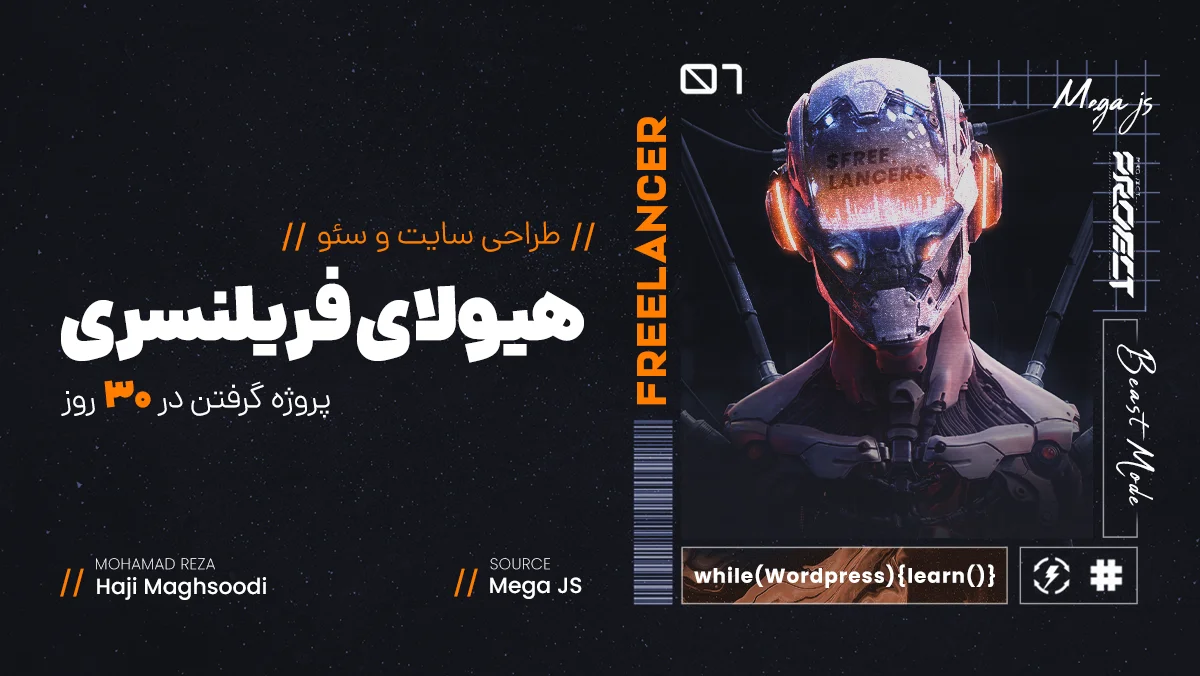 // طراحی سایت و سئو //
هیولای فریلنسری
پروژه گرفتن در ۳۰ روز
// MOHAMAD REZA
Haji Maghsoodi
// SOURCE
Mega JS
01
FREELANCER
$FREE
LANCERS
Mega js
PROJECT
Beast Mode
while(Wordpress){learn()}
#